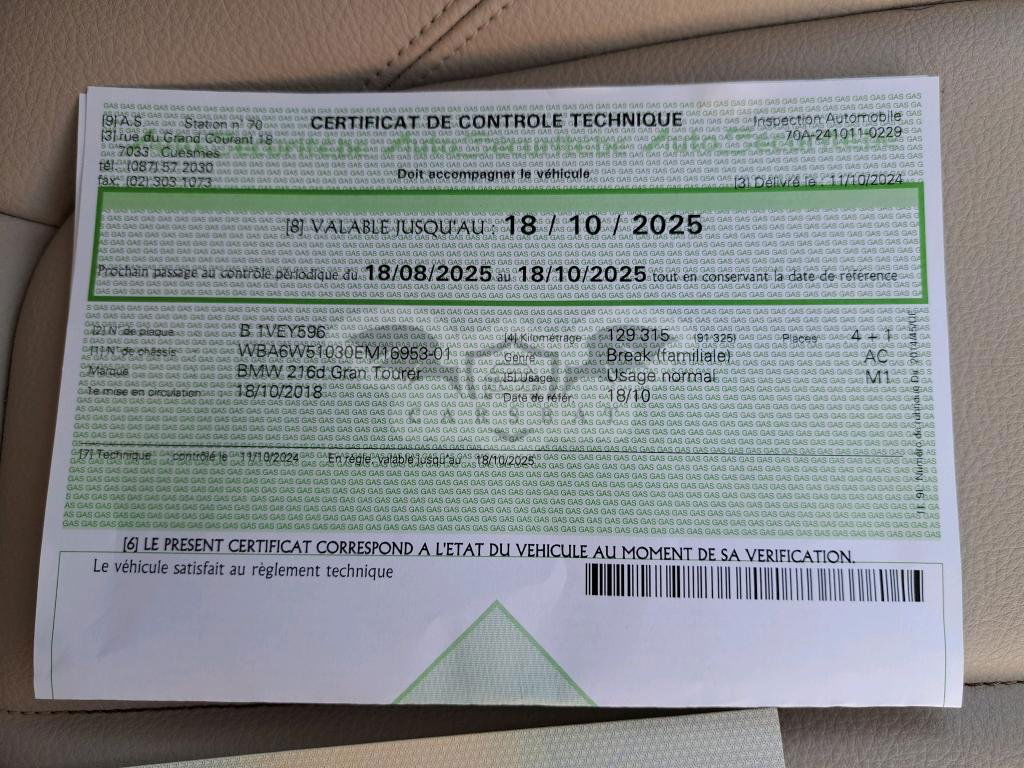 [9] A.S. Station n° 70
CERTIFICAT DE CONTROLE TECHNIQUE
Inspection Automobile
[3] rue du Grand Courant 18
70A-241011-0229
7033 Cuesmes
tél.: (087) 57 2030
Doit accompagner le véhicule
fax: (02) 303 1073
[3] Délivré le : 11/10/2024
[8] VALABLE JUSQU'AU : 18 / 10 / 2025
Prochain passage au contrôle périodique du 18/08/2025 au 18/10/2025 tout en conservant la date de référence
[2] N° de plaque B 1VEY596 [4] Kilométrage 129 315 (91 325) Places 4 + 1
[1] N° de châssis WBA6W51030EM16953-01 Genre Break (familiale) AC
Marque BMW 216d Gran Tourer [5] Usage Usage normal M1
1e mise en circulation 18/10/2018 Date de référ. 18/10
CARSPAY
[7] Technique contrôlé le 11/10/2024 En règle, valable jusqu'au 18/10/2025
[6] LE PRESENT CERTIFICAT CORRESPOND A L'ETAT DU VEHICULE AU MOMENT DE SA VERIFICATION.
Le véhicule satisfait au règlement technique